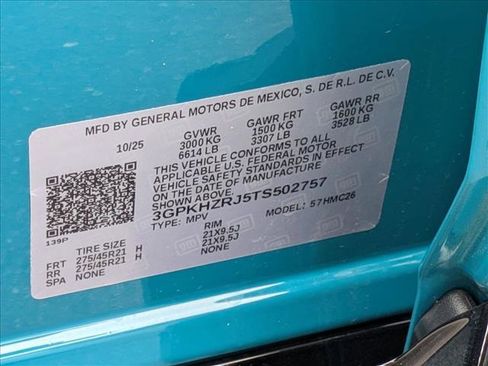 MFD BY GENERAL MOTORS DE MEXICO, S. DE R.L. DE C.V.
10/25 GVWR GAWR FRT GAWR RR
3000 KG 1500 KG 1600 KG
6614 LB 3307 LB 3528 LB
THIS VEHICLE CONFORMS TO ALL
APPLICABLE U.S. FEDERAL MOTOR
VEHICLE SAFETY STANDARDS IN EFFECT
ON THE DATE OF MANUFACTURE
3GPKHZRJ5TS502757
TYPE: MPV MODEL: 57HMC26
139P
TIRE SIZE RIM
FRT 275/45R21 H 21X9.5J
RR 275/45R21 H 21X9.5J
SPA NONE NONE